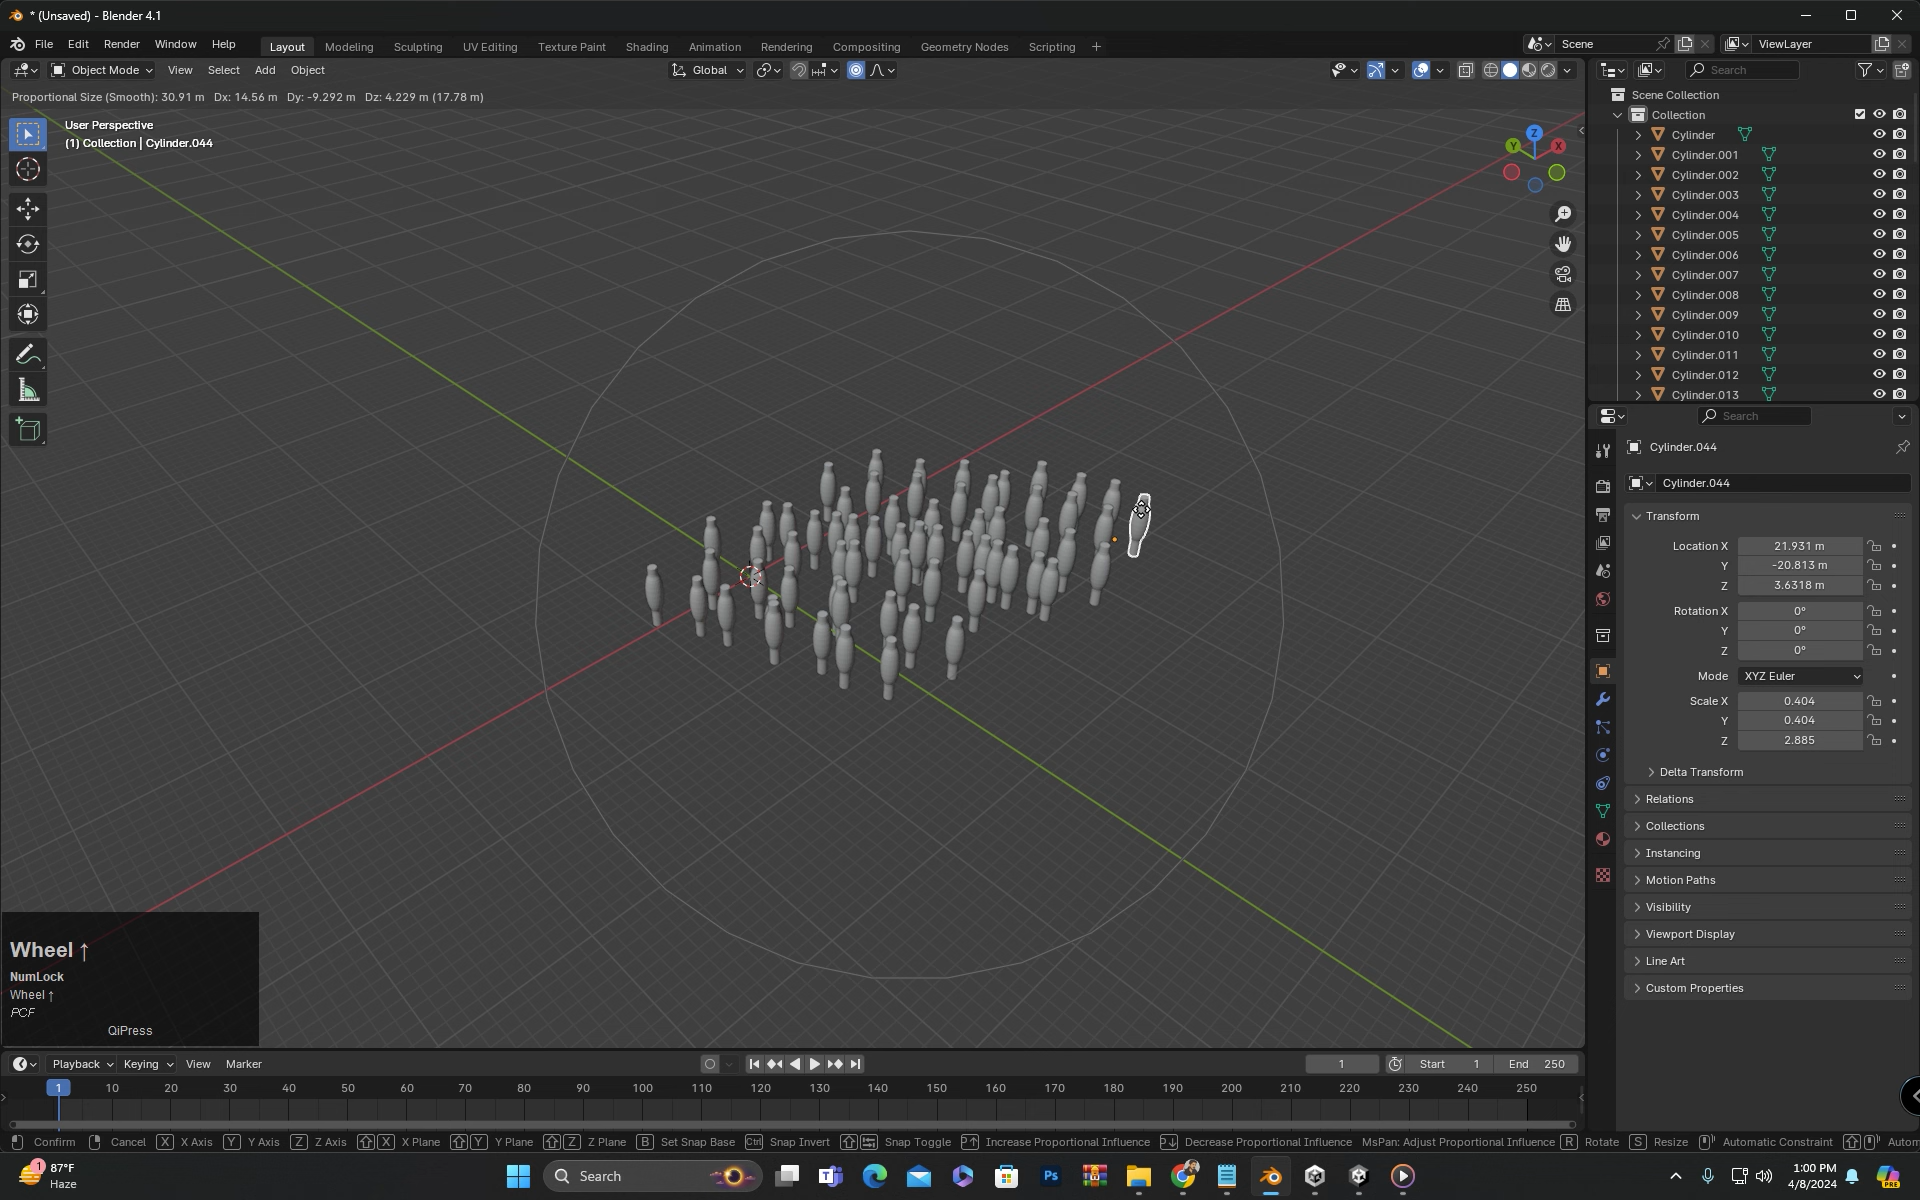 * (Unsaved) - Blender 4.1
File Edit Render Window Help Layout Modeling Sculpting UV Editing Texture Paint Shading Animation Rendering Compositing Geometry Nodes Scripting + Scene ViewLayer
Object Mode View Select Add Object Global Search
Proportional Size (Smooth): 30.91 m Dx: 14.56 m Dy: -9.292 m Dz: 4.229 m (17.78 m)
User Perspective
(1) Collection | Cylinder.044
Z
Y
X
Scene Collection
Collection
Cylinder
Cylinder.001
Cylinder.002
Cylinder.003
Cylinder.004
Cylinder.005
Cylinder.006
Cylinder.007
Cylinder.008
Cylinder.009
Cylinder.010
Cylinder.011
Cylinder.012
Cylinder.013
Search
Cylinder.044
Cylinder.044
Transform
Location X 21.931 m
Y -20.813 m
Z 3.6318 m
Rotation X 0°
Y 0°
Z 0°
Mode XYZ Euler
Scale X 0.404
Y 0.404
Z 2.885
Delta Transform
Relations
Collections
Instancing
Motion Paths
Visibility
Viewport Display
Line Art
Custom Properties
Wheel ↑
NumLock
Wheel ↑
PCF
QiPress
Playback Keying View Marker 1 Start 1 End 250
1 10 20 30 40 50 60 70 80 90 100 110 120 130 140 150 160 170 180 190 200 210 220 230 240 250
Confirm Cancel X X Axis Y Y Axis Z Z Axis X X Plane Y Y Plane Z Z Plane B Set Snap Base Ctrl Snap Invert Snap Toggle Increase Proportional Influence Decrease Proportional Influence MsPan: Adjust Proportional Influence R Rotate S Resize Automatic Constraint Autom
1 87°F
Haze
Search
Ps
PRE
1:00 PM
4/8/2024